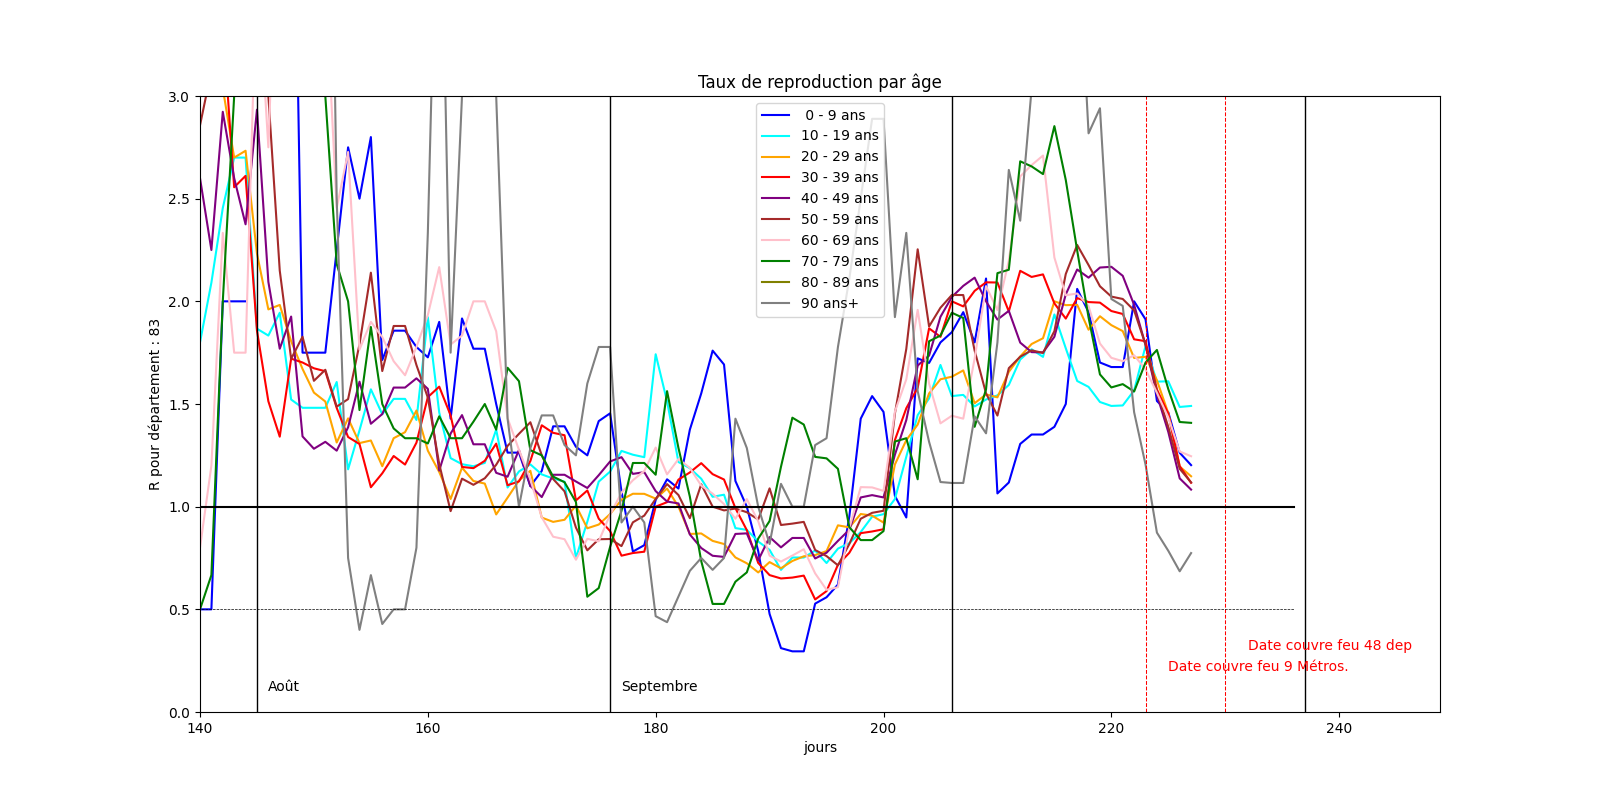 Taux de reproduction par âge
R pour département : 83
3.0
2.5
2.0
1.5
1.0
0.5
0.0
0 - 9 ans
10 - 19 ans
20 - 29 ans
30 - 39 ans
40 - 49 ans
50 - 59 ans
60 - 69 ans
70 - 79 ans
80 - 89 ans
90 ans+
Date couvre feu 48 dep
Date couvre feu 9 Métros.
Août
Septembre
140
160
180
200
220
240
jours